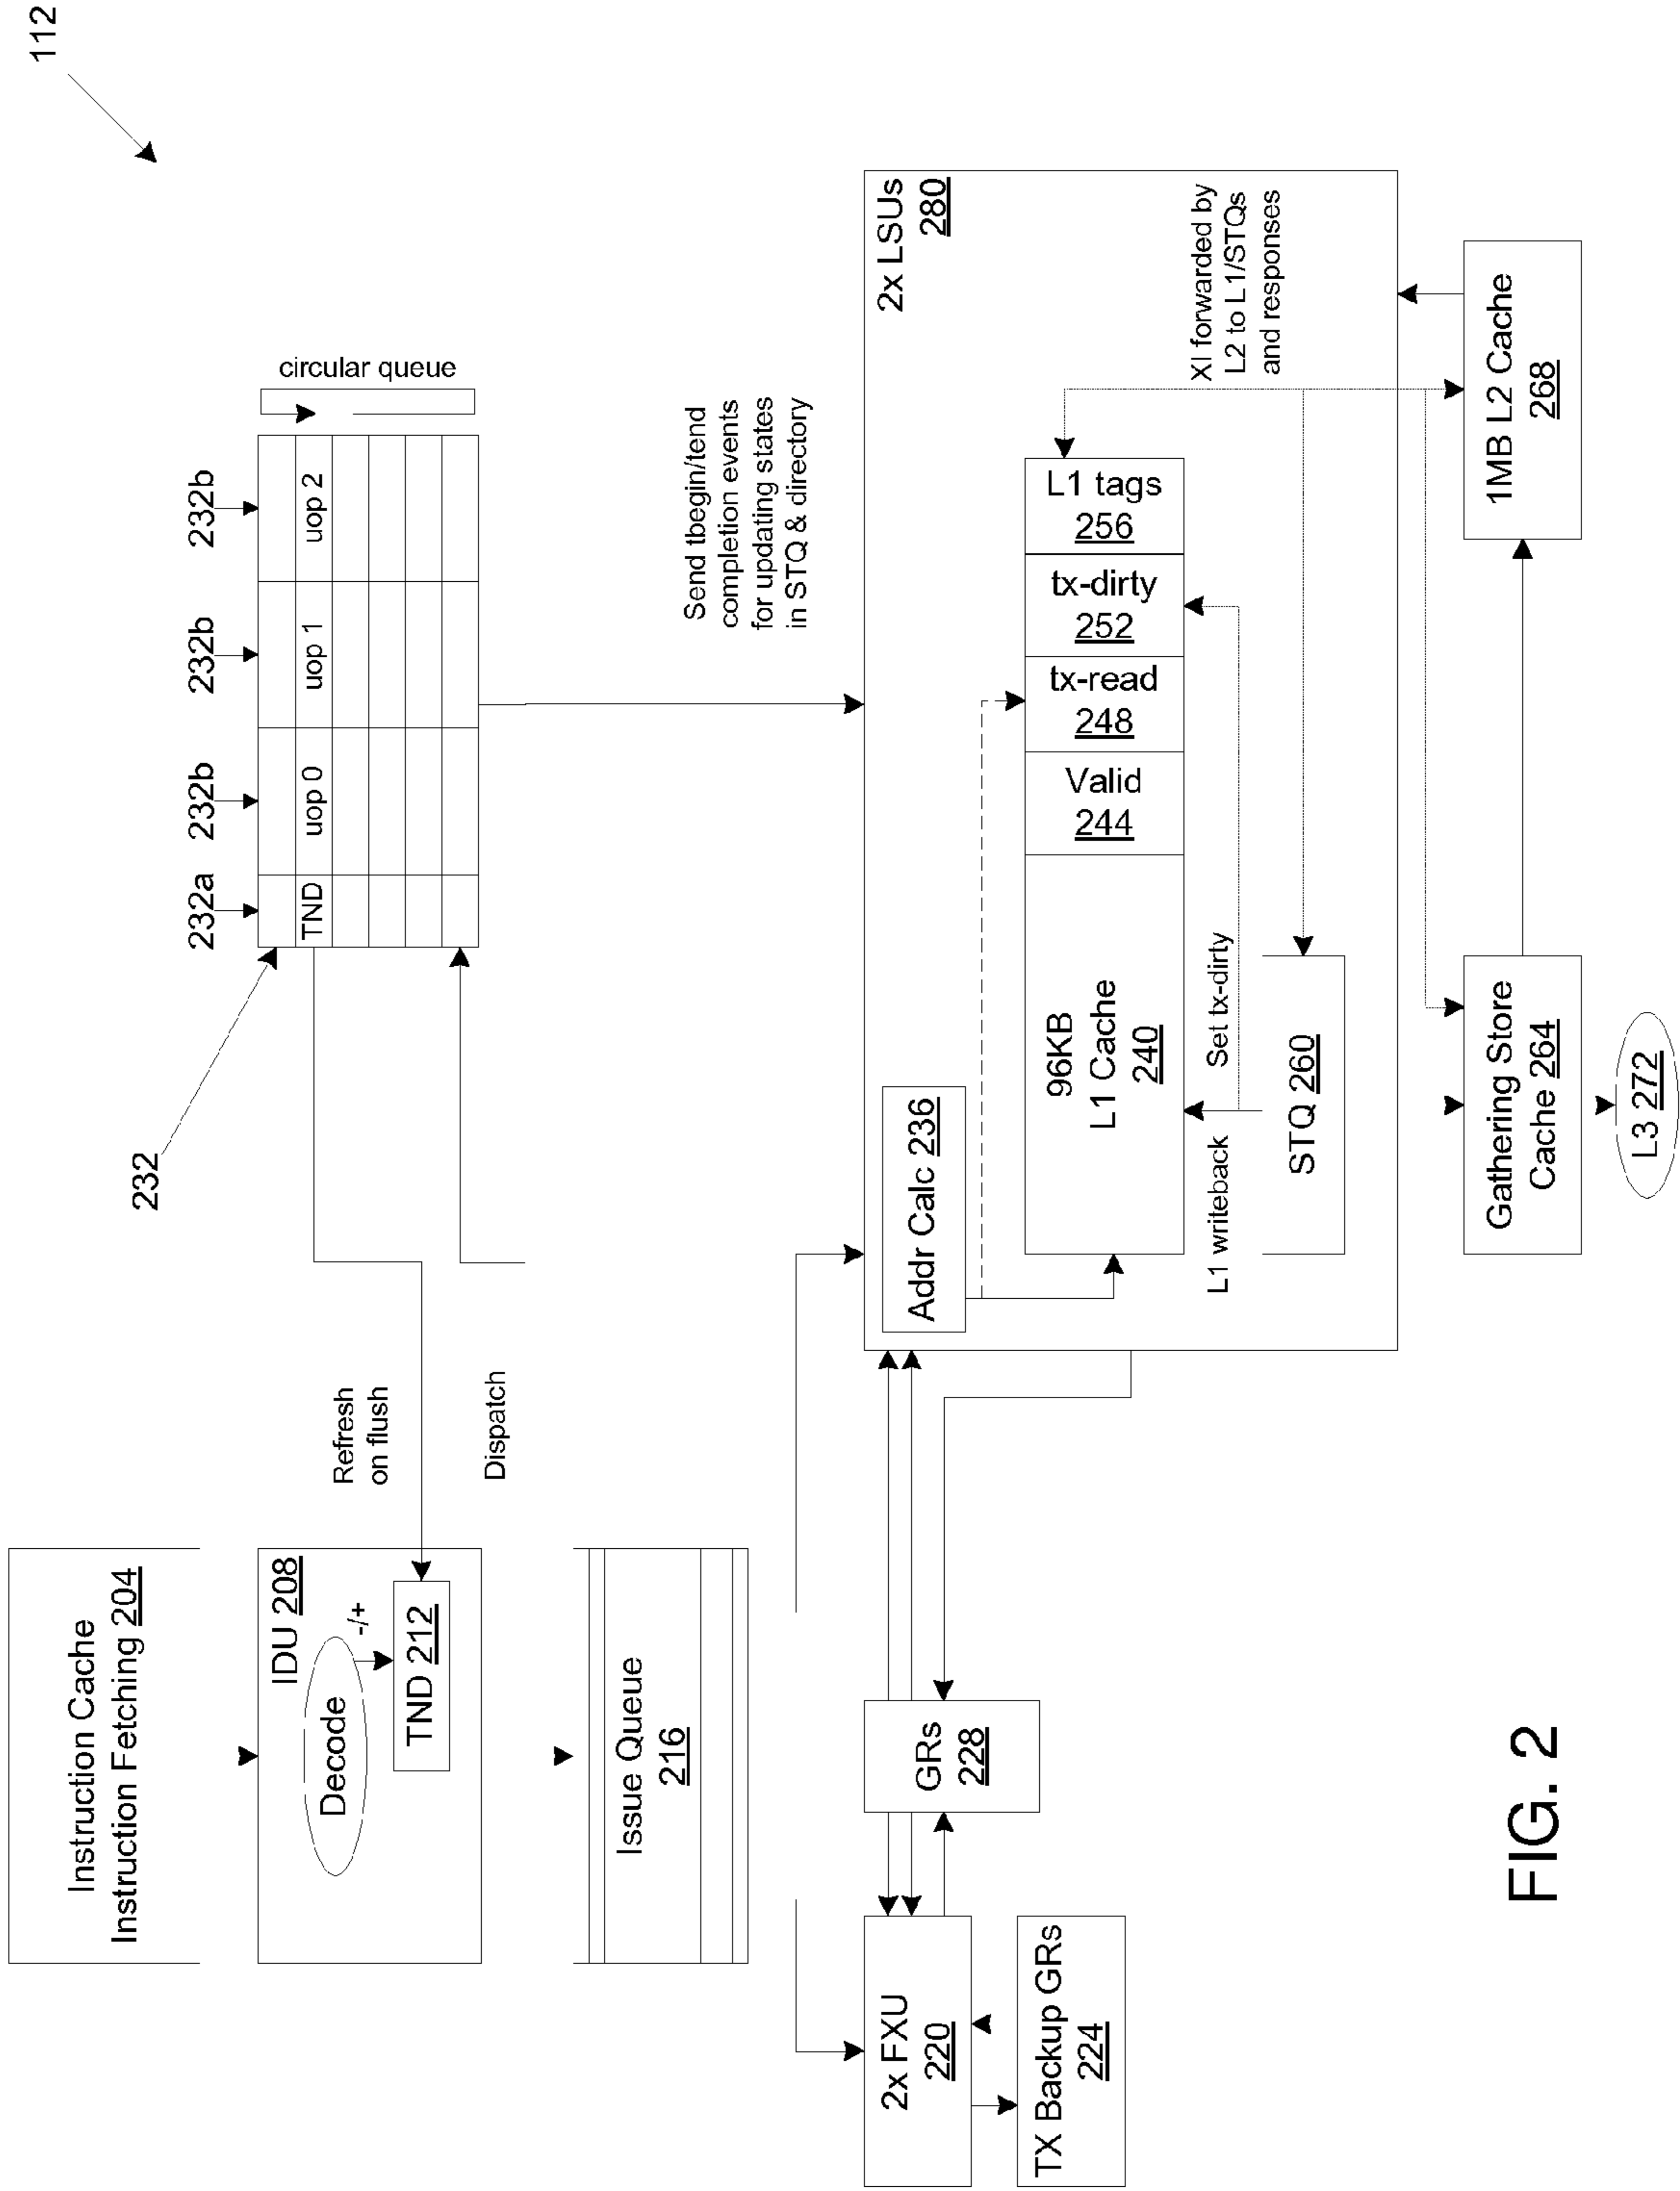 112
Instruction Cache
Instruction Fetching 204
IDU 208
Decode
-/+
TND 212
Refresh
on flush
Dispatch
232
232a
232b
232b
232b
TND
uop 0
uop 1
uop 2
circular queue
Issue Queue
216
Send tbegin/tend
completion events
for updating states
in STQ & directory
2x FXU
220
TX Backup GRs
224
GRs
228
2x LSUs
280
Addr Calc 236
96KB
L1 Cache
240
Valid
244
tx-read
248
tx-dirty
252
L1 tags
256
L1 writeback
Set tx-dirty
STQ 260
XI forwarded by
L2 to L1/STQs
and responses
Gathering Store
Cache 264
1MB L2 Cache
268
L3 272
FIG. 2